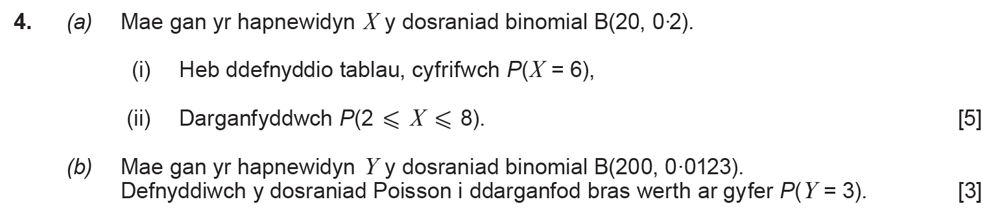 4. (a) Mae gan yr hapnewidyn X y dosraniad binomial B(20, 0·2).
(i) Heb ddefnyddio tablau, cyfrifwch P(X = 6),
(ii) Darganfyddwch P(2 ⩽ X ⩽ 8). [5]
(b) Mae gan yr hapnewidyn Y y dosraniad binomial B(200, 0·0123).
Defnyddiwch y dosraniad Poisson i ddarganfod bras werth ar gyfer P(Y = 3). [3]